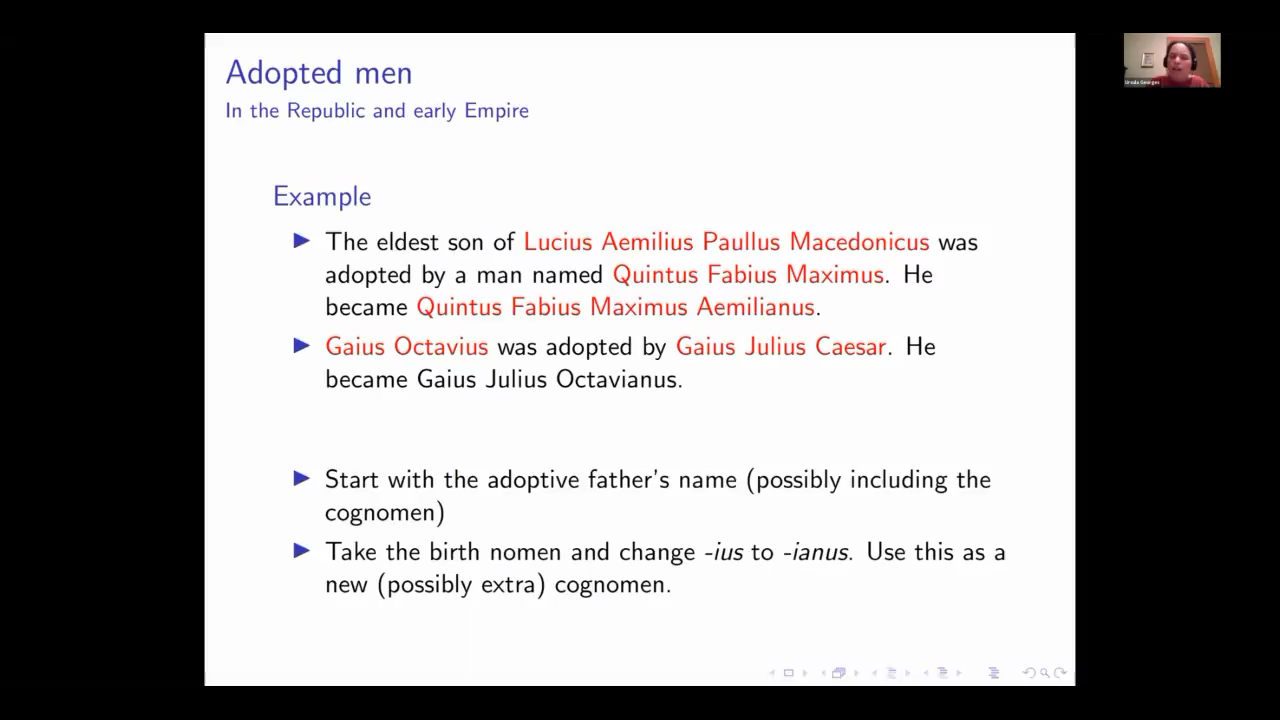 Adopted men
In the Republic and early Empire
Ursula Georges
Example
▶ The eldest son of Lucius Aemilius Paullus Macedonicus was
adopted by a man named Quintus Fabius Maximus. He
became Quintus Fabius Maximus Aemilianus.
▶ Gaius Octavius was adopted by Gaius Julius Caesar. He
became Gaius Julius Octavianus.
▶ Start with the adoptive father's name (possibly including the
cognomen)
▶ Take the birth nomen and change -ius to -ianus. Use this as a
new (possibly extra) cognomen.